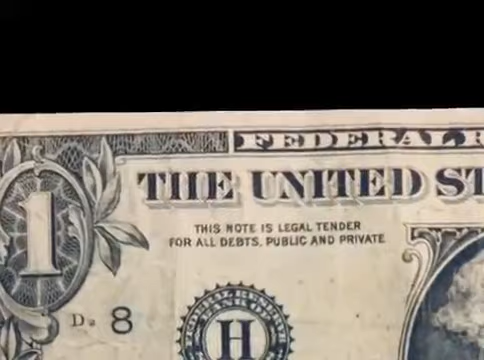 FEDERAL R
THE UNITED ST
1
THIS NOTE IS LEGAL TENDER
FOR ALL DEBTS, PUBLIC AND PRIVATE
8
H